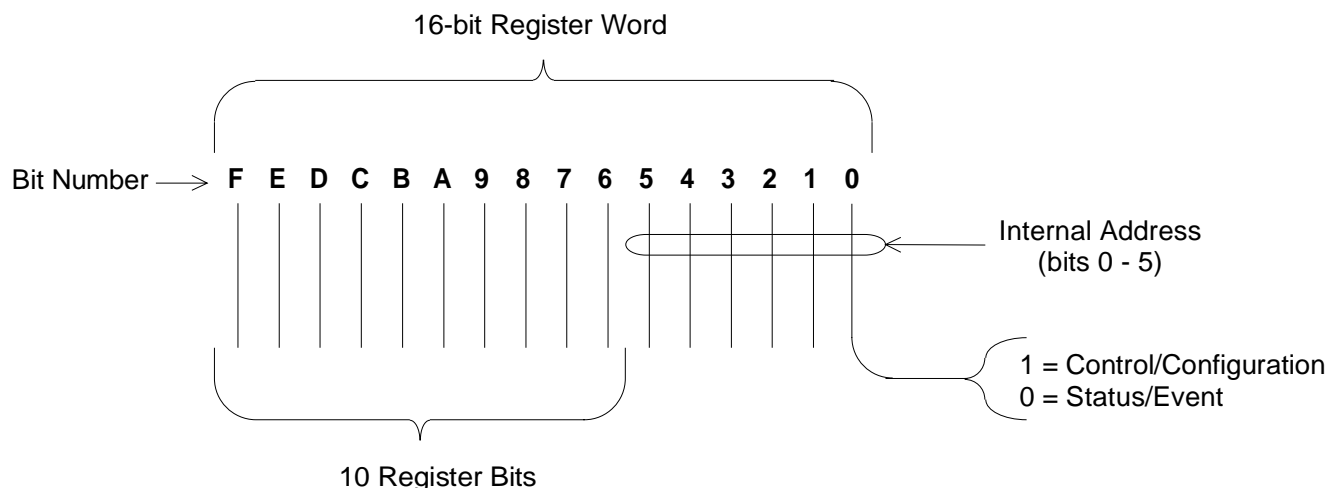 16-bit Register Word
Bit Number F E D C B A 9 8 7 6 5 4 3 2 1 0
Internal Address
(bits 0 - 5)
1 = Control/Configuration
0 = Status/Event
10 Register Bits